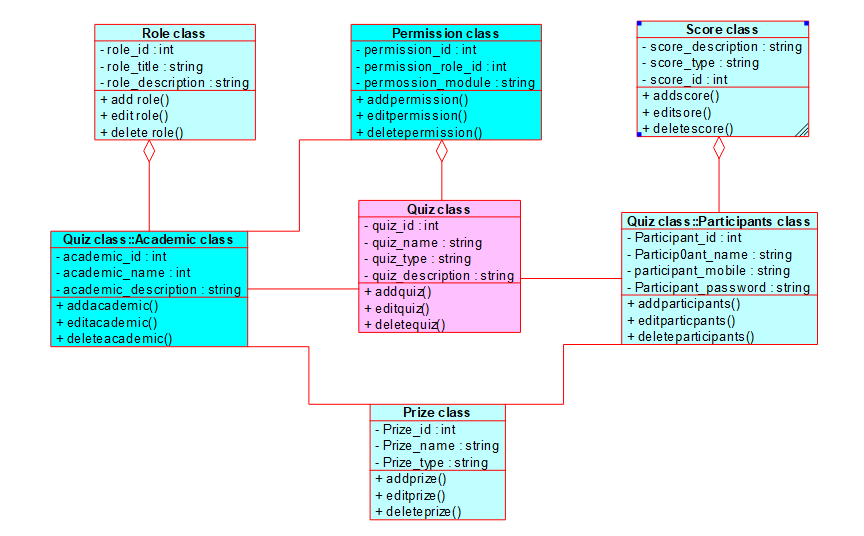 Role class
- role_id : int
- role_title : string
- role_description : string
+ add role()
+ edit role()
+ delete role()
Permission class
- permission_id : int
- permission_role_id : int
- permossion_module : string
+ addpermission()
+ editpermission()
+ deletepermission()
Score class
- score_description : string
- score_type : string
- score_id : int
+ addscore()
+ editsore()
+ deletescore()
Quiz class::Academic class
- academic_id : int
- academic_name : int
- academic_description : string
+ addacademic()
+ editacademic()
+ deleteacademic()
Quiz class
- quiz_id : int
- quiz_name : string
- quiz_type : string
- quiz_description : string
+ addquiz()
+ editquiz()
+ deletequiz()
Quiz class::Participants class
- Participant_id : int
- Particip0ant_name : string
- participant_mobile : string
- Participant_password : string
+ addparticipants()
+ editparticpants()
+ deleteparticipants()
Prize class
- Prize_id : int
- Prize_name : string
- Prize_type : string
+ addprize()
+ editprize()
+ deleteprize()